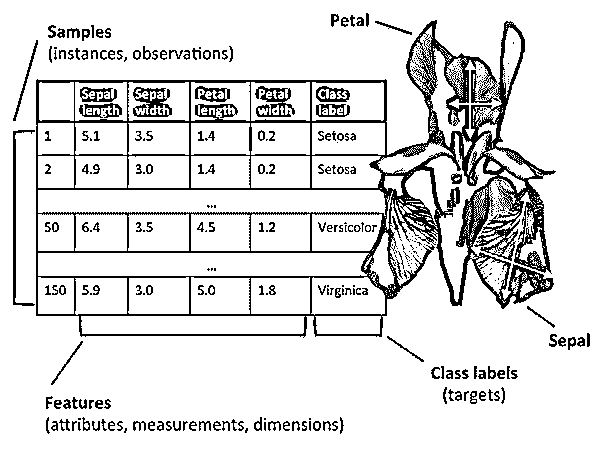 Petal
Samples
(instances, observations)
Sepal length Sepal width Petal length Petal width Class label
1 5.1 3.5 1.4 0.2 Setosa
2 4.9 3.0 1.4 0.2 Setosa
...
50 6.4 3.5 4.5 1.2 Versicolor
...
150 5.9 3.0 5.0 1.8 Virginica
Sepal
Class labels
(targets)
Features
(attributes, measurements, dimensions)